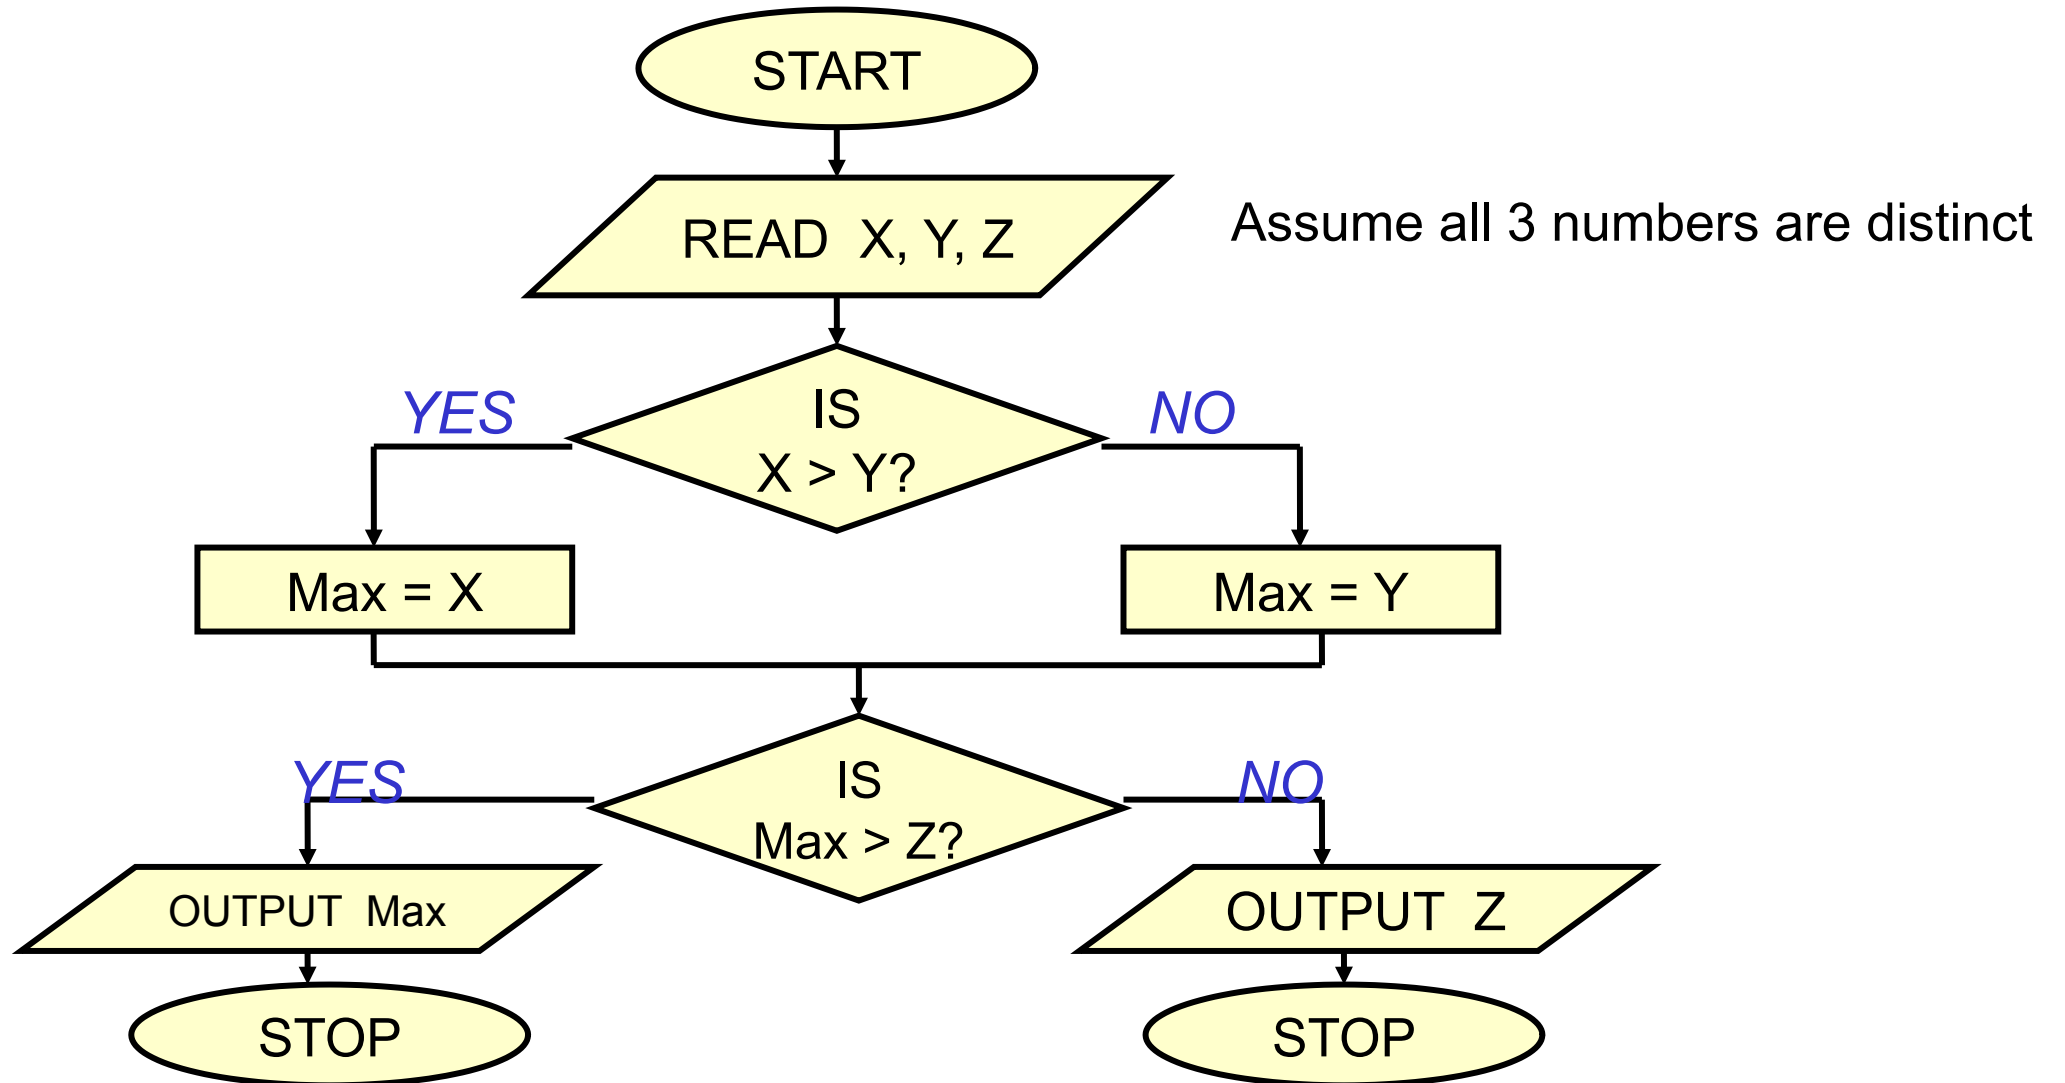 START
READ X, Y, Z
Assume all 3 numbers are distinct
IS
X > Y?
YES
NO
Max = X
Max = Y
IS
Max > Z?
YES
NO
OUTPUT Max
OUTPUT Z
STOP
STOP